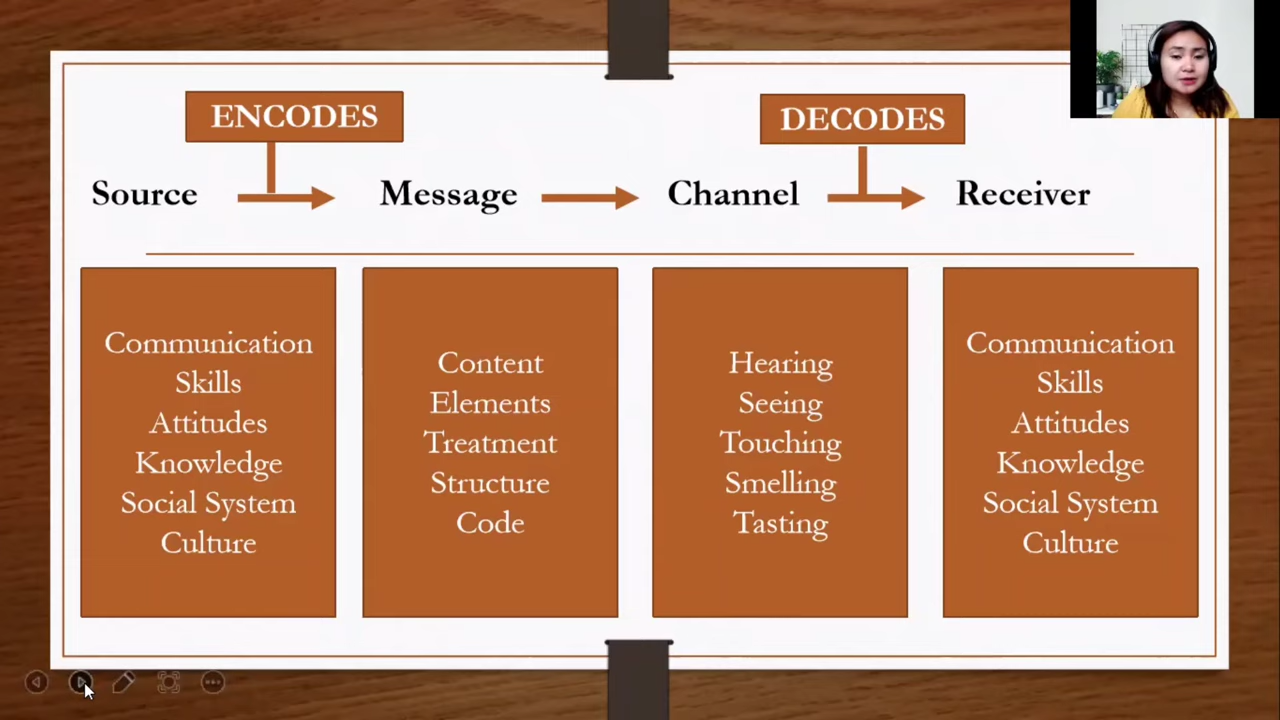 ENCODES
DECODES
Source
Message
Channel
Receiver
Communication
Skills
Attitudes
Knowledge
Social System
Culture
Content
Elements
Treatment
Structure
Code
Hearing
Seeing
Touching
Smelling
Tasting
Communication
Skills
Attitudes
Knowledge
Social System
Culture